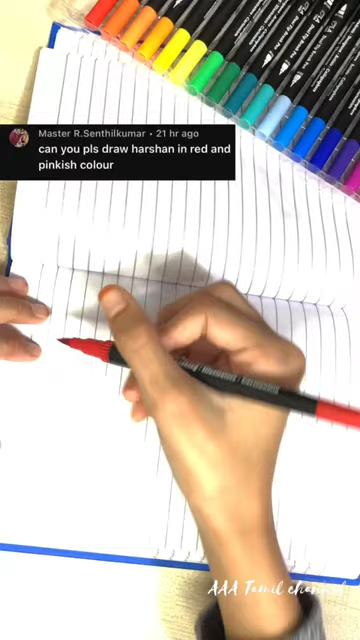 Master R.Senthilkumar • 21 hr ago
can you pls draw harshan in red and
pinkish colour
AAA Tamil channel